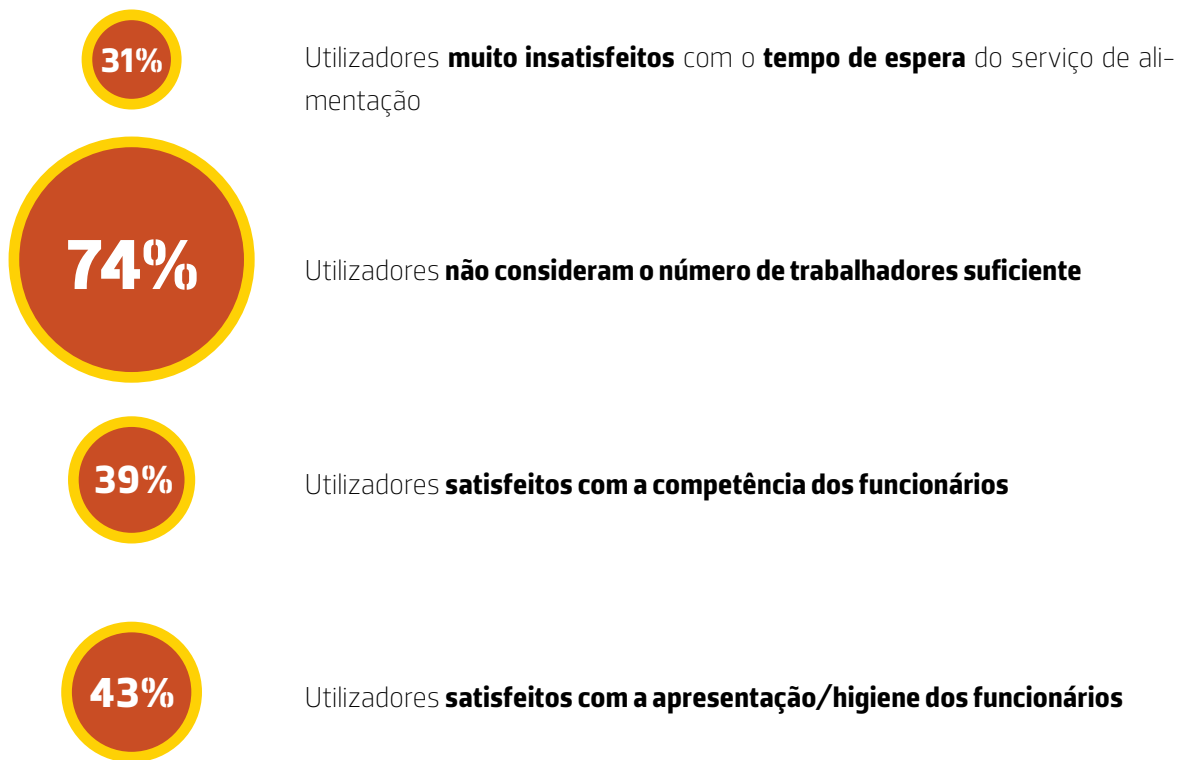 31%
Utilizadores muito insatisfeitos com o tempo de espera do serviço de ali-
mentação
74%
Utilizadores não consideram o número de trabalhadores suficiente
39%
Utilizadores satisfeitos com a competência dos funcionários
43%
Utilizadores satisfeitos com a apresentação/higiene dos funcionários